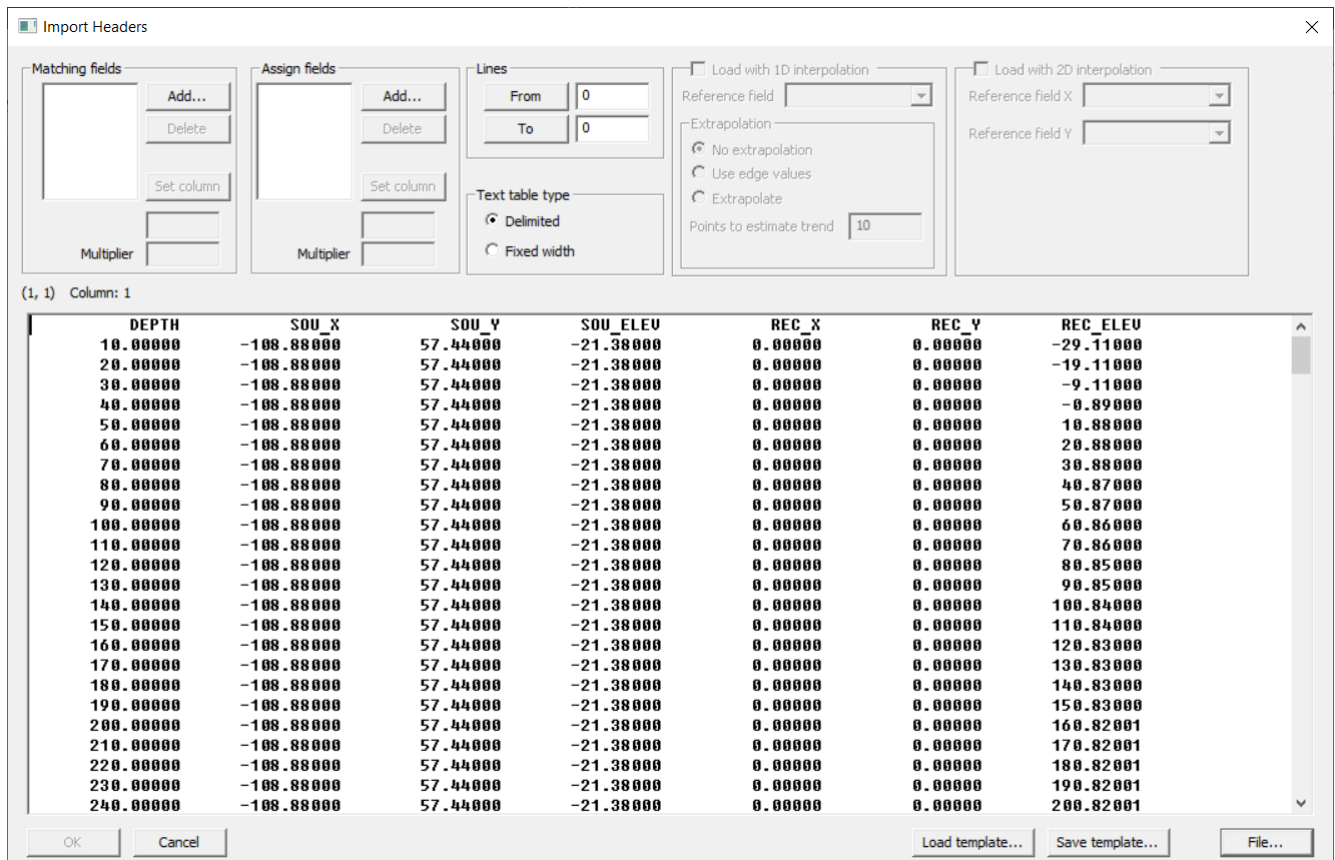 Import Headers
Matching fields
Add...
Delete
Set column
Multiplier
Assign fields
Add...
Delete
Set column
Multiplier
Lines
From 0
To 0
Text table type
Delimited
Fixed width
Load with 1D interpolation
Reference field
Extrapolation
No extrapolation
Use edge values
Extrapolate
Points to estimate trend 10
Load with 2D interpolation
Reference field X
Reference field Y
(1, 1) Column: 1
DEPTH SOU_X SOU_Y SOU_ELEV REC_X REC_Y REC_ELEV
10.00000 -108.88000 57.44000 -21.38000 0.00000 0.00000 -29.11000
20.00000 -108.88000 57.44000 -21.38000 0.00000 0.00000 -19.11000
30.00000 -108.88000 57.44000 -21.38000 0.00000 0.00000 -9.11000
40.00000 -108.88000 57.44000 -21.38000 0.00000 0.00000 -0.89000
50.00000 -108.88000 57.44000 -21.38000 0.00000 0.00000 10.88000
60.00000 -108.88000 57.44000 -21.38000 0.00000 0.00000 20.88000
70.00000 -108.88000 57.44000 -21.38000 0.00000 0.00000 30.88000
80.00000 -108.88000 57.44000 -21.38000 0.00000 0.00000 40.87000
90.00000 -108.88000 57.44000 -21.38000 0.00000 0.00000 50.87000
100.00000 -108.88000 57.44000 -21.38000 0.00000 0.00000 60.86000
110.00000 -108.88000 57.44000 -21.38000 0.00000 0.00000 70.86000
120.00000 -108.88000 57.44000 -21.38000 0.00000 0.00000 80.85000
130.00000 -108.88000 57.44000 -21.38000 0.00000 0.00000 90.85000
140.00000 -108.88000 57.44000 -21.38000 0.00000 0.00000 100.84000
150.00000 -108.88000 57.44000 -21.38000 0.00000 0.00000 110.84000
160.00000 -108.88000 57.44000 -21.38000 0.00000 0.00000 120.83000
170.00000 -108.88000 57.44000 -21.38000 0.00000 0.00000 130.83000
180.00000 -108.88000 57.44000 -21.38000 0.00000 0.00000 140.83000
190.00000 -108.88000 57.44000 -21.38000 0.00000 0.00000 150.83000
200.00000 -108.88000 57.44000 -21.38000 0.00000 0.00000 160.82001
210.00000 -108.88000 57.44000 -21.38000 0.00000 0.00000 170.82001
220.00000 -108.88000 57.44000 -21.38000 0.00000 0.00000 180.82001
230.00000 -108.88000 57.44000 -21.38000 0.00000 0.00000 190.82001
240.00000 -108.88000 57.44000 -21.38000 0.00000 0.00000 200.82001
OK Cancel Load template... Save template... File...